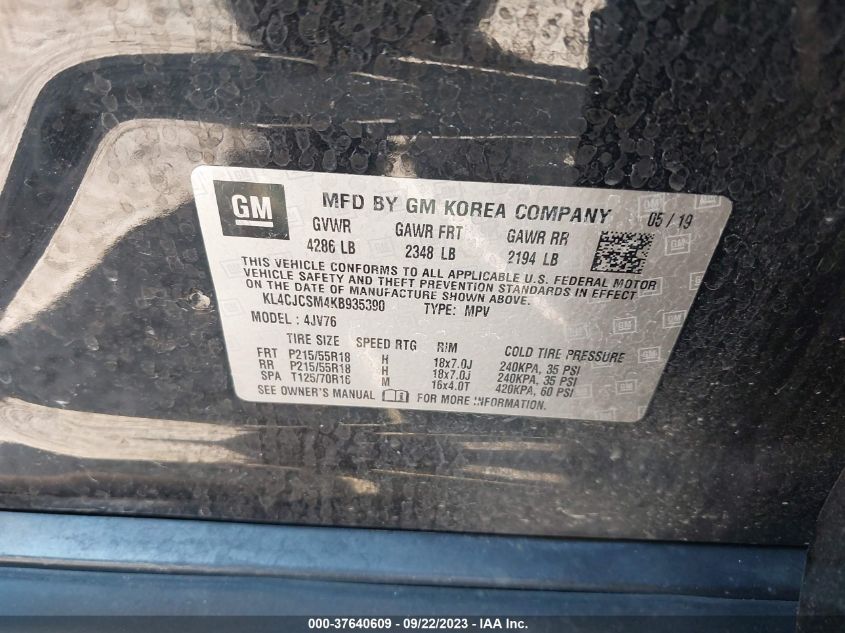 GM
MFD BY GM KOREA COMPANY 05 / 19
GVWR GAWR FRT GAWR RR
4286 LB 2348 LB 2194 LB
THIS VEHICLE CONFORMS TO ALL APPLICABLE U.S. FEDERAL MOTOR
VEHICLE SAFETY AND THEFT PREVENTION STANDARDS IN EFFECT
ON THE DATE OF MANUFACTURE SHOWN ABOVE.
KL4CJCSM4KB935390 TYPE: MPV
MODEL : 4JV76
TIRE SIZE SPEED RTG RIM COLD TIRE PRESSURE
FRT P215/55R18 H 18x7.0J 240KPA, 35 PSI
RR P215/55R18 H 18x7.0J 240KPA, 35 PSI
SPA T125/70R16 M 16x4.0T 420KPA, 60 PSI
SEE OWNER'S MANUAL FOR MORE INFORMATION.
000-37640609 - 09/22/2023 - IAA Inc.